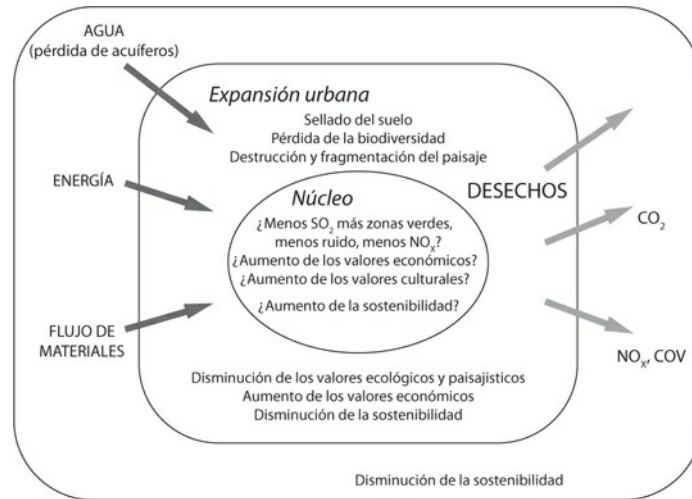 AGUA
(pérdida de acuíferos)
Expansión urbana
Sellado del suelo
Pérdida de la biodiversidad
Destrucción y fragmentación del paisaje
ENERGÍA
DESECHOS
Núcleo
¿Menos SO₂ más zonas verdes,
menos ruido, menos NOₓ?
¿Aumento de los valores económicos?
¿Aumento de los valores culturales?
¿Aumento de la sostenibilidad?
CO₂
FLUJO DE
MATERIALES
NOₓ, COV
Disminución de los valores ecológicos y paisajisticos
Aumento de los valores económicos
Disminución de la sostenibilidad
Disminución de la sostenibilidad